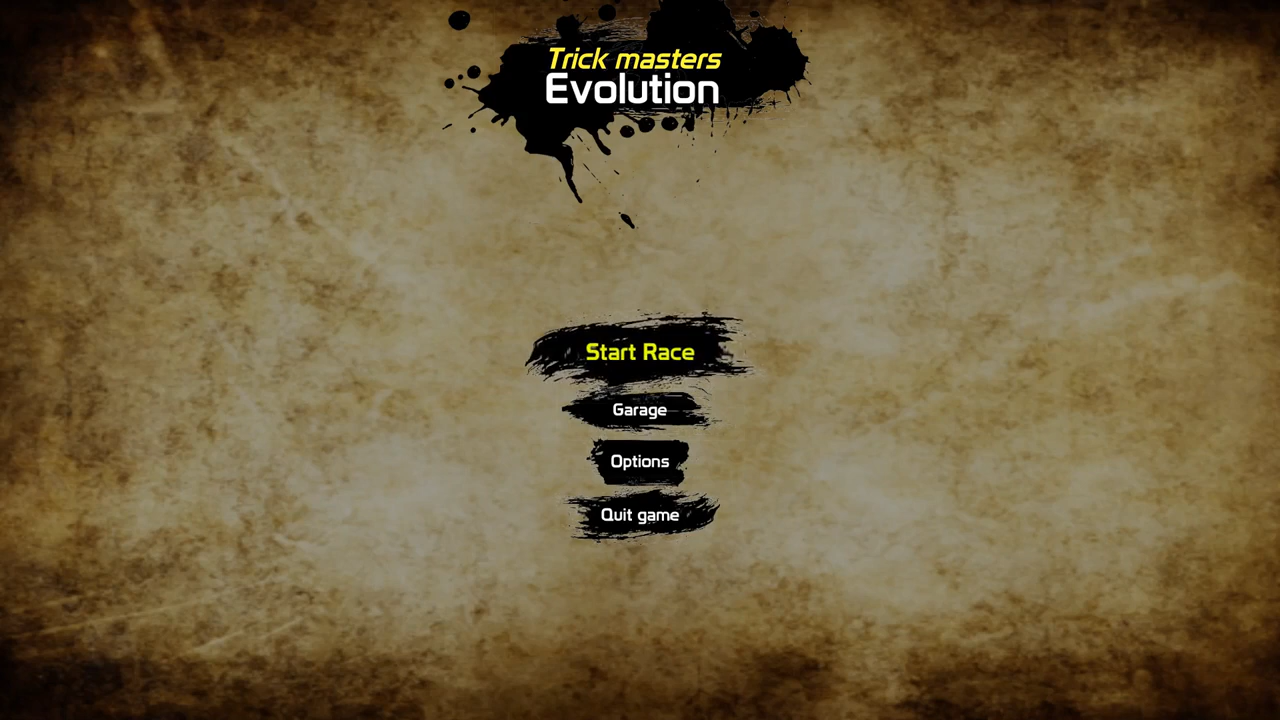 Trick masters
Evolution
Start Race
Garage
Options
Quit game